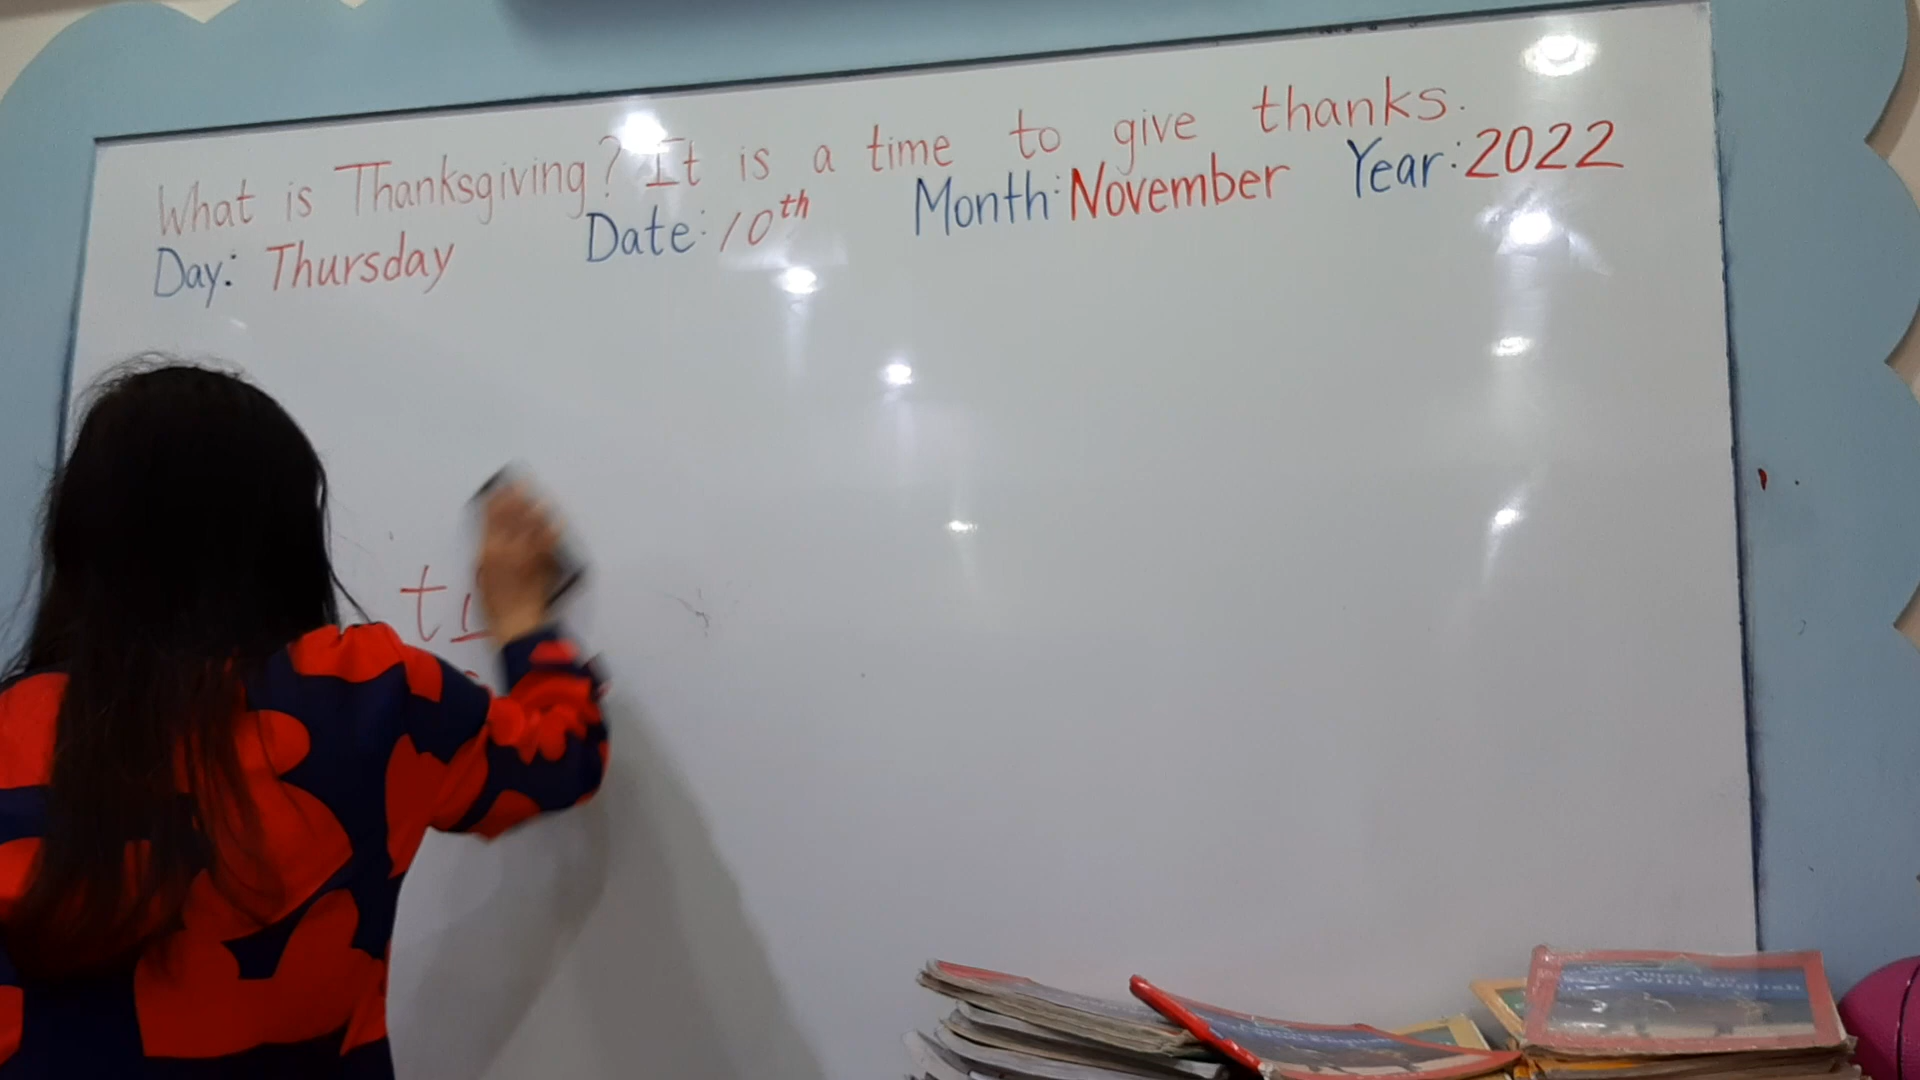 What is Thanksgiving? It is a time to give thanks.
Day: Thursday Date: 10th Month: November Year: 2022
t